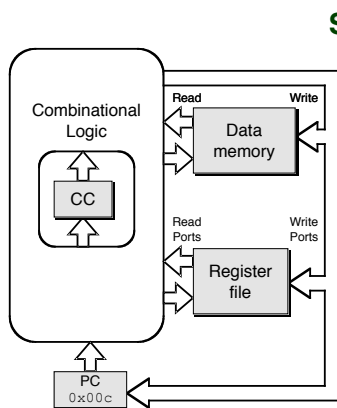 S
Combinational
Logic
CC
Read
Write
Data
memory
Read
Ports
Write
Ports
Register
file
PC
0x00c